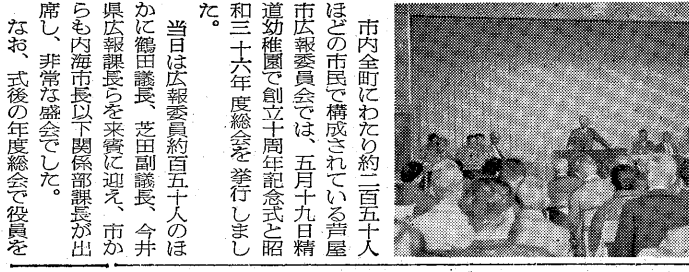 市内全町にわたり約二百五十人
ほどの市民で構成されている芦屋
市広報委員会では、五月十九日精
道幼稚園で創立十周年記念式と昭
和三十六年度総会を挙行しまし
た。
当日は広報委員約百五十人のほ
かに鶴田議長、芝田副議長、今井
県広報課長らを来賓に迎え、市か
らも内海市長以下関係部課長が出
席し、非常な盛会でした。
なお、式後の年度総会で役員を